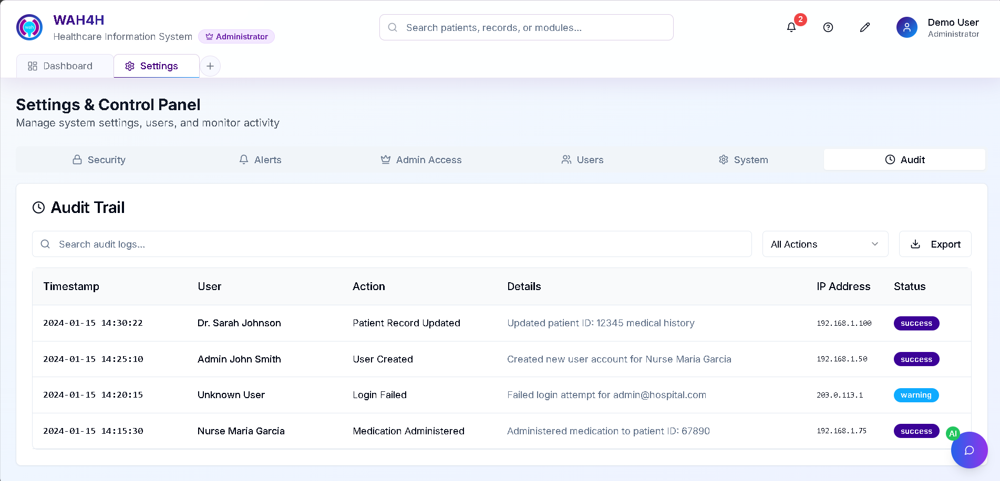 wah
WAH4H
Healthcare Information System
Administrator
Search patients, records, or modules...
2
Demo User
Administrator
Dashboard
Settings
Settings & Control Panel
Manage system settings, users, and monitor activity
Security
Alerts
Admin Access
Users
System
Audit
Audit Trail
Search audit logs...
All Actions
Export
Timestamp User Action Details IP Address Status
2024-01-15 14:30:22 Dr. Sarah Johnson Patient Record Updated Updated patient ID: 12345 medical history 192.168.1.100 success
2024-01-15 14:25:10 Admin John Smith User Created Created new user account for Nurse Maria Garcia 192.168.1.50 success
2024-01-15 14:20:15 Unknown User Login Failed Failed login attempt for admin@hospital.com 203.0.113.1 warning
2024-01-15 14:15:30 Nurse Maria Garcia Medication Administered Administered medication to patient ID: 67890 192.168.1.75 success
AI